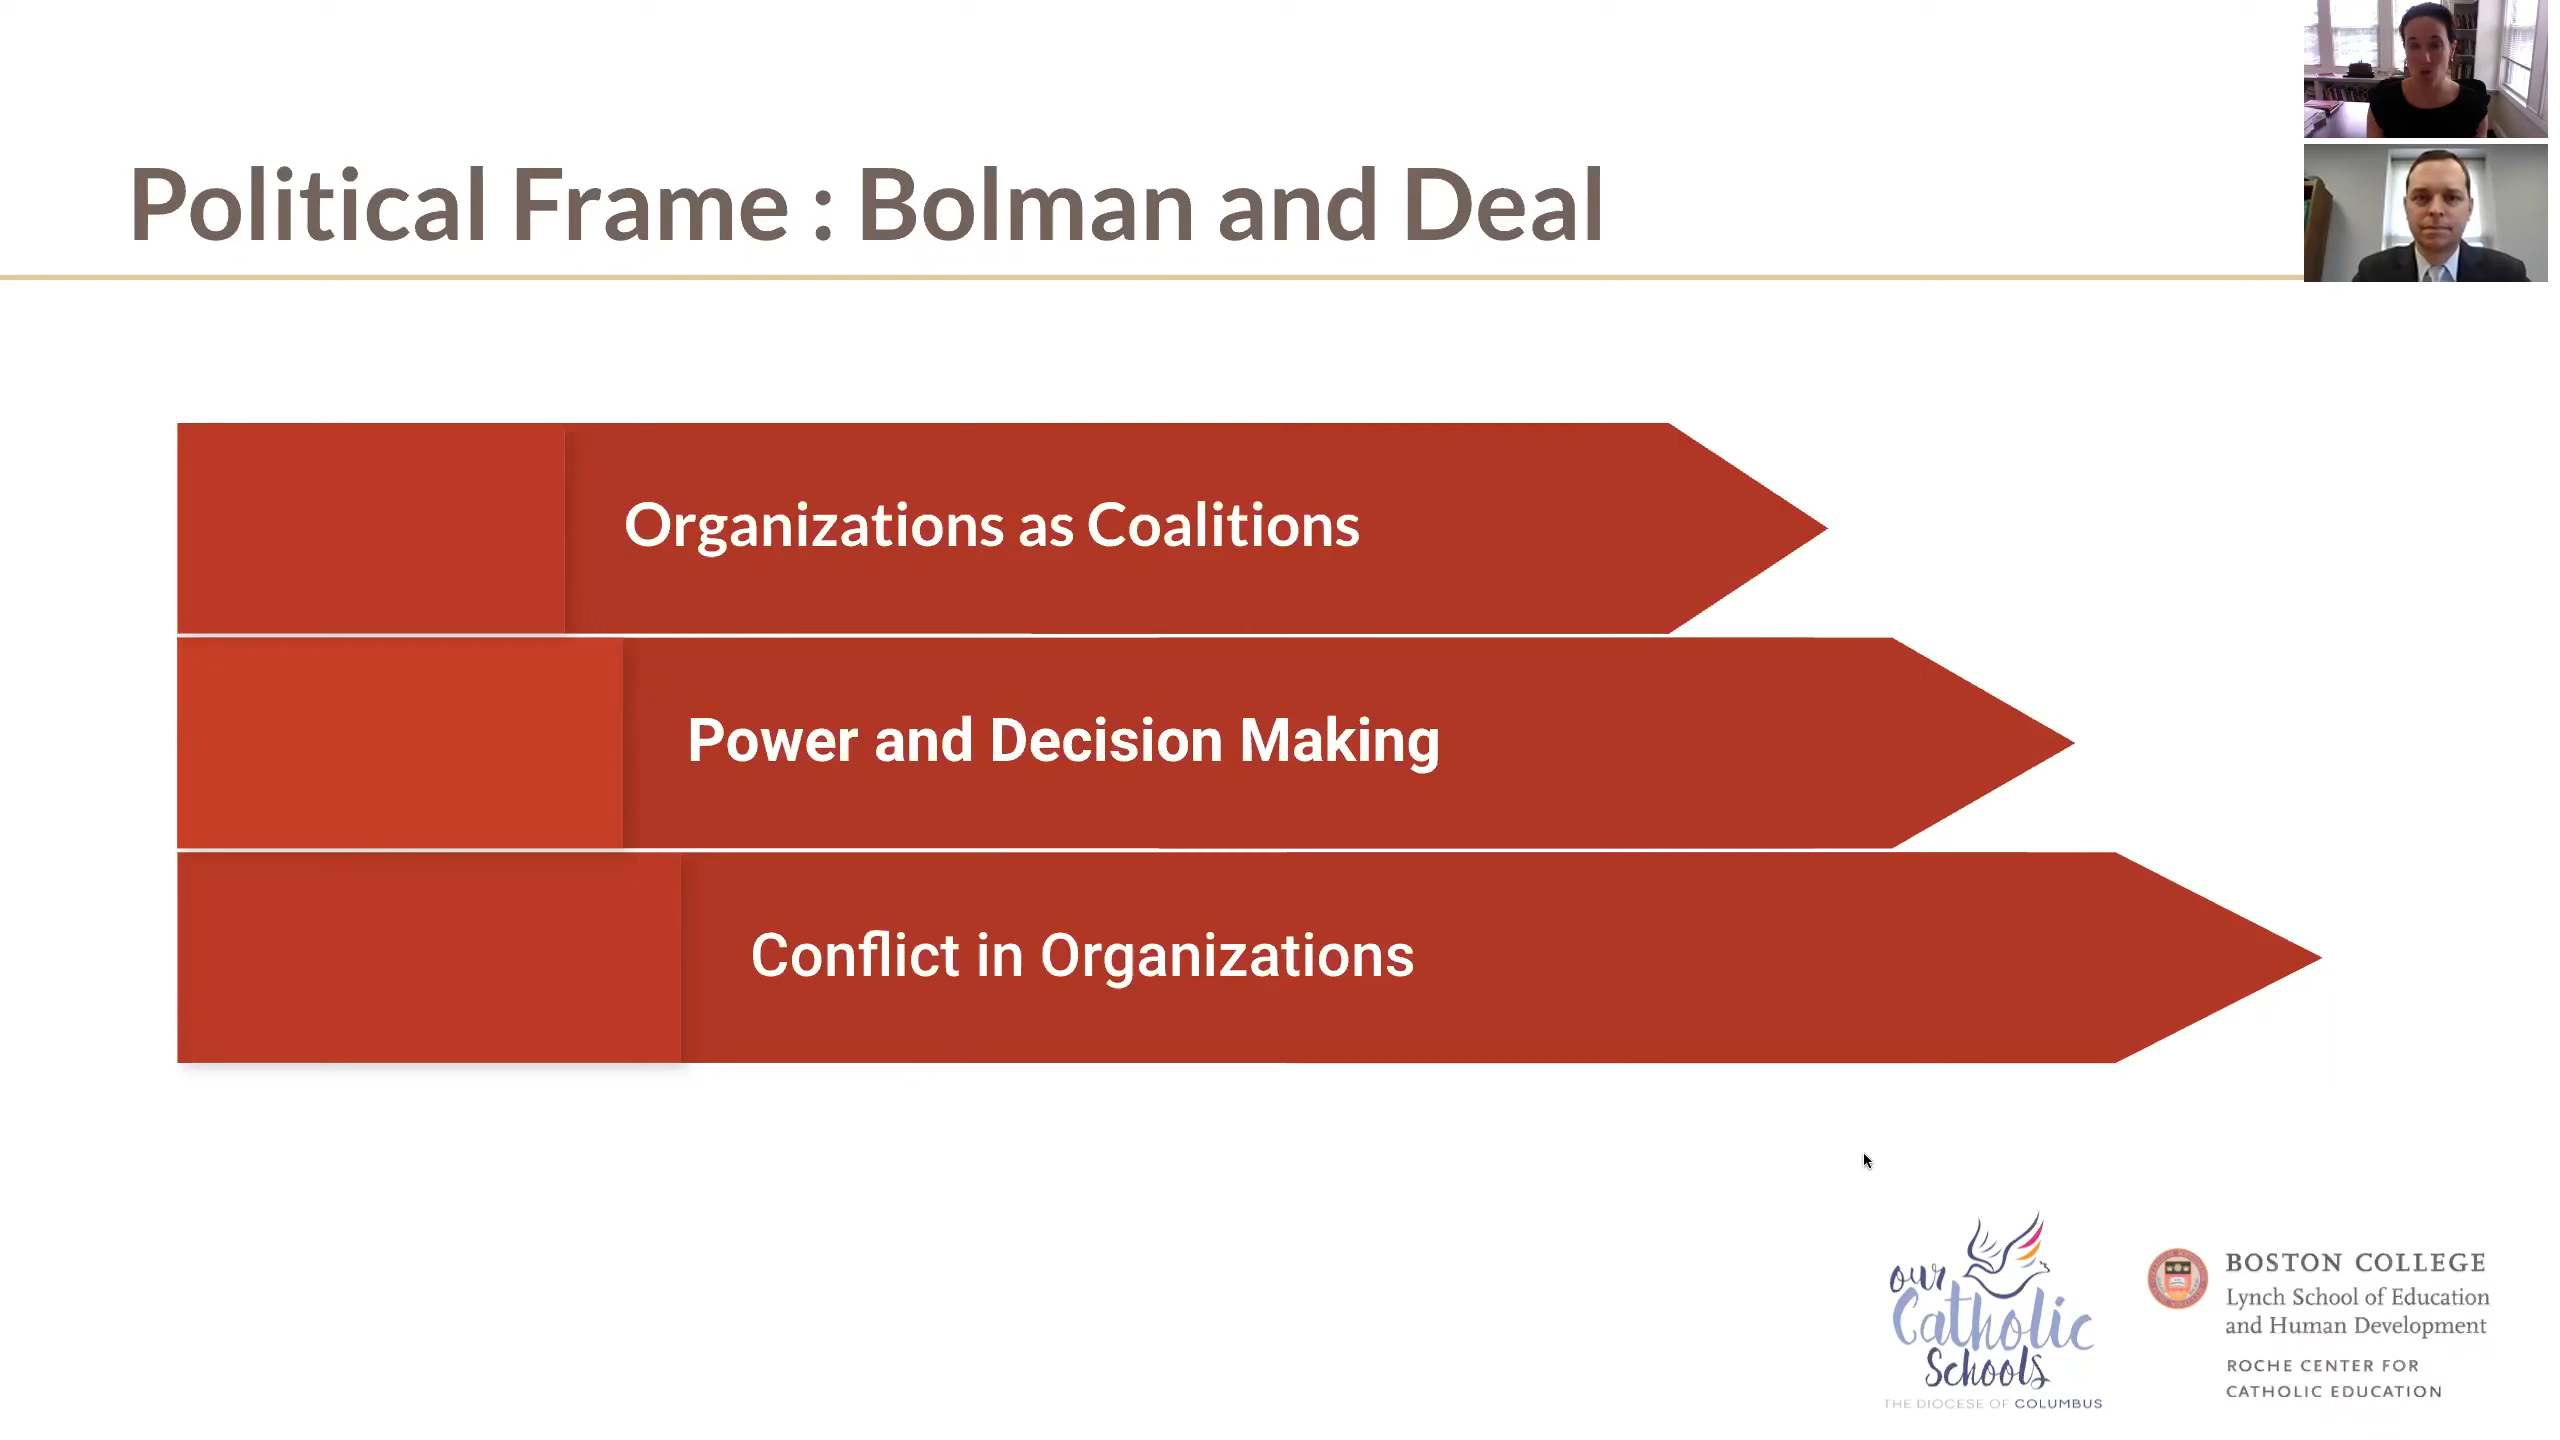 Political Frame : Bolman and Deal
Organizations as Coalitions
Power and Decision Making
Conflict in Organizations
our
Catholic
Schools
THE DIOCESE OF COLUMBUS
BOSTON COLLEGE
Lynch School of Education
and Human Development
ROCHE CENTER FOR
CATHOLIC EDUCATION